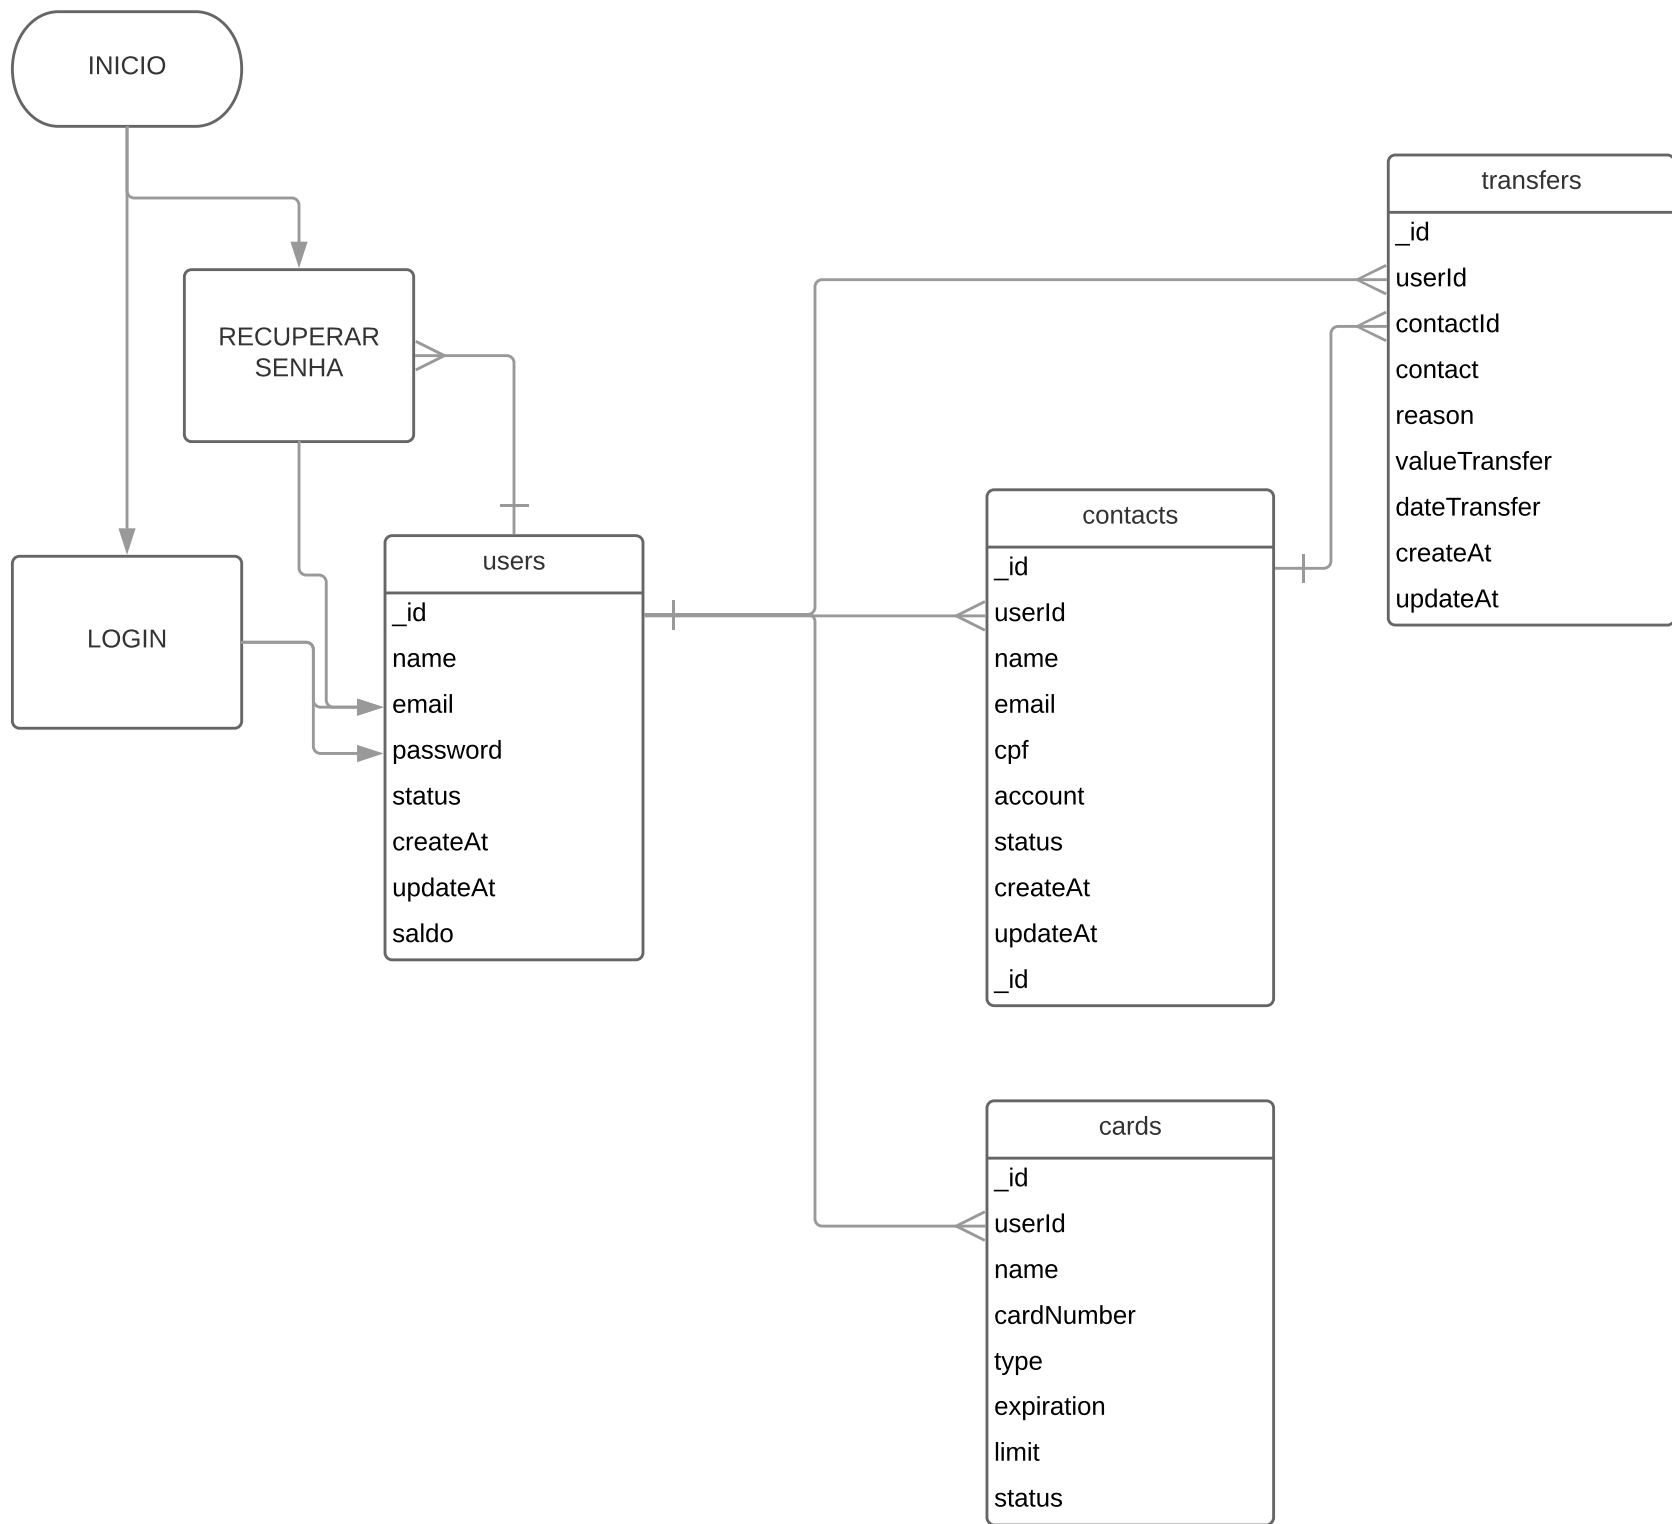 INICIO
RECUPERAR
SENHA
LOGIN
users
_id
name
email
password
status
createAt
updateAt
saldo
contacts
_id
userId
name
email
cpf
account
status
createAt
updateAt
_id
transfers
_id
userId
contactId
contact
reason
valueTransfer
dateTransfer
createAt
updateAt
cards
_id
userId
name
cardNumber
type
expiration
limit
status